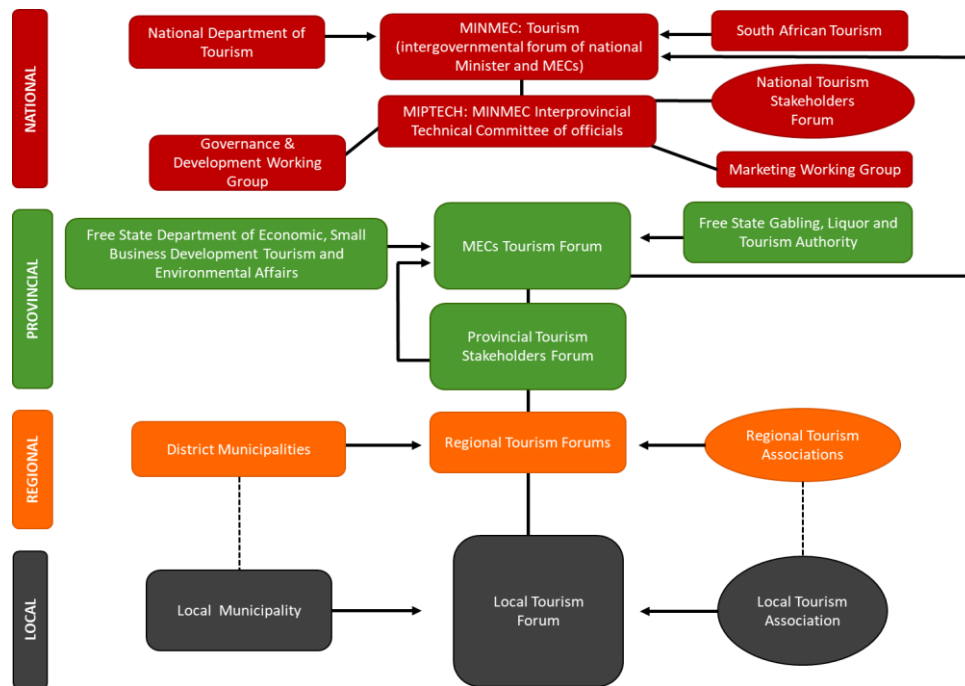 NATIONAL
National Department of
Tourism
MINMEC: Tourism
(intergovernmental forum of national
Minister and MECs)
South African Tourism
MIPTECH: MINMEC Interprovincial
Technical Committee of officials
National Tourism
Stakeholders
Forum
Governance &
Development Working
Group
Marketing Working Group
PROVINCIAL
Free State Department of Economic, Small
Business Development Tourism and
Environmental Affairs
MECs Tourism Forum
Free State Gabling, Liquor and
Tourism Authority
Provincial Tourism
Stakeholders Forum
REGIONAL
District Municipalities
Regional Tourism Forums
Regional Tourism
Associations
LOCAL
Local Municipality
Local Tourism
Forum
Local Tourism
Association